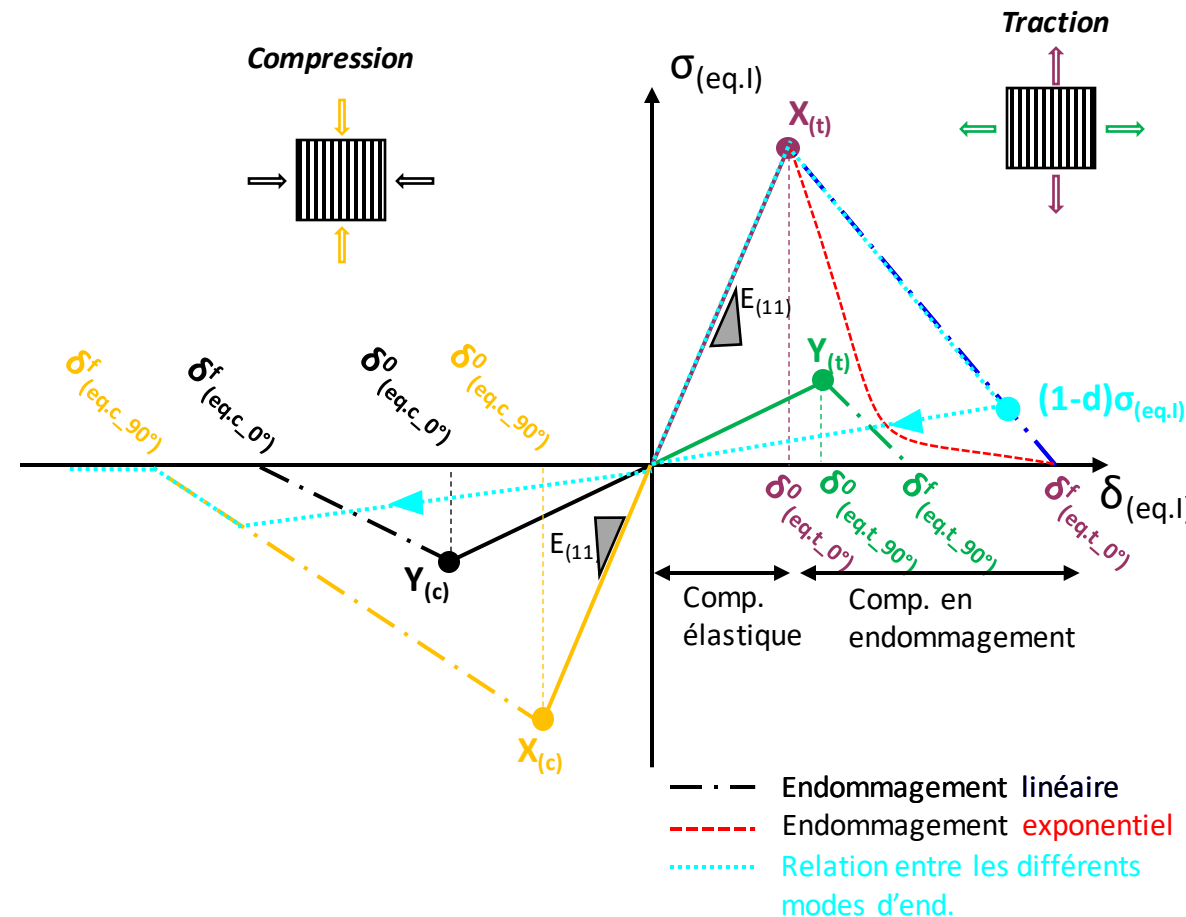 Traction
Compression
σ(eq.I)
X(t)
E(11)
Y(t)
(1-d)σ(eq.I)
δf(eq.c_90°)
δf(eq.c_0°)
δ0(eq.c_0°)
δ0(eq.c_90°)
δ0(eq.t_0°)
δ0(eq.t_90°)
δf(eq.t_90°)
δf(eq.t_0°)
δ(eq.I)
E(11)
Y(c)
X(c)
Comp.
élastique
Comp. en
endommagement
Endommagement linéaire
Endommagement exponentiel
Relation entre les différents
modes d'end.